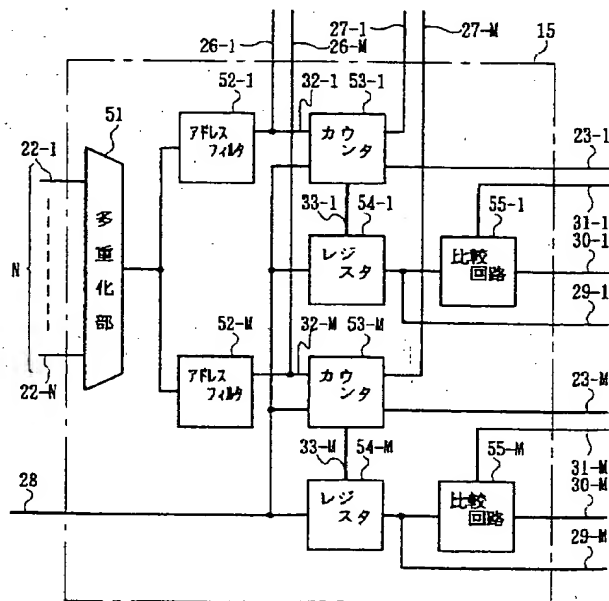 27-1
27-M
26-1
26-M
15
52-1
32-1
53-1
51
22-1
アドレス
フィルタ
カウ
ンタ
23-1
33-1
54-1
55-1
31-1
多重化部
N
レジ
スタ
比較
回路
30-1
29-1
52-M
32-M
53-M
アドレス
フィルタ
カウ
ンタ
22-N
23-M
33-M
54-M
55-M
31-M
28
レジ
スタ
比較
回路
30-M
29-M